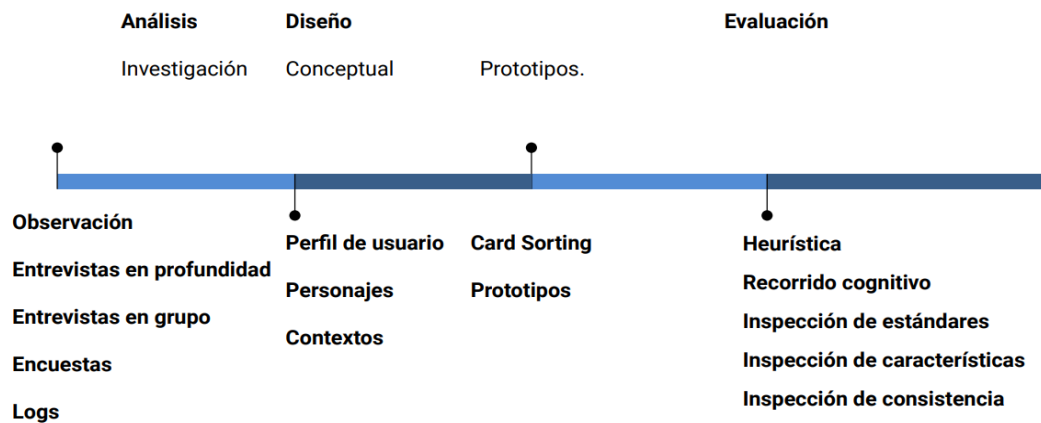 Análisis
Diseño
Evaluación
Investigación
Conceptual
Prototipos.
Observación
Entrevistas en profundidad
Entrevistas en grupo
Encuestas
Logs
Perfil de usuario
Personajes
Contextos
Card Sorting
Prototipos
Heurística
Recorrido cognitivo
Inspección de estándares
Inspección de características
Inspección de consistencia